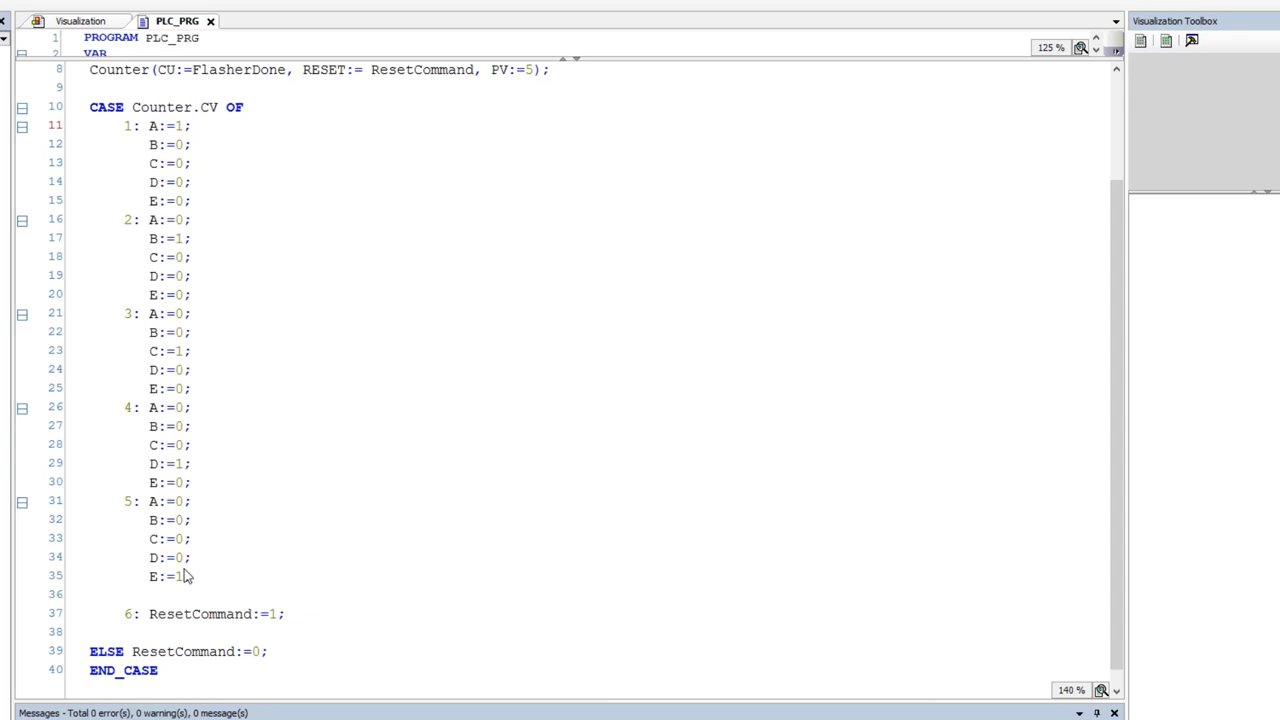 Visualization
PLC_PRG
Visualization Toolbox
1 PROGRAM PLC_PRG
2 VAR
125 %
8 Counter(CU:=FlasherDone, RESET:= ResetCommand, PV:=5);
9
10 CASE Counter.CV OF
11 1: A:=1;
12 B:=0;
13 C:=0;
14 D:=0;
15 E:=0;
16 2: A:=0;
17 B:=1;
18 C:=0;
19 D:=0;
20 E:=0;
21 3: A:=0;
22 B:=0;
23 C:=1;
24 D:=0;
25 E:=0;
26 4: A:=0;
27 B:=0;
28 C:=0;
29 D:=1;
30 E:=0;
31 5: A:=0;
32 B:=0;
33 C:=0;
34 D:=0;
35 E:=1
36
37 6: ResetCommand:=1;
38
39 ELSE ResetCommand:=0;
40 END_CASE
140 %
Messages - Total 0 error(s), 0 warning(s), 0 message(s)